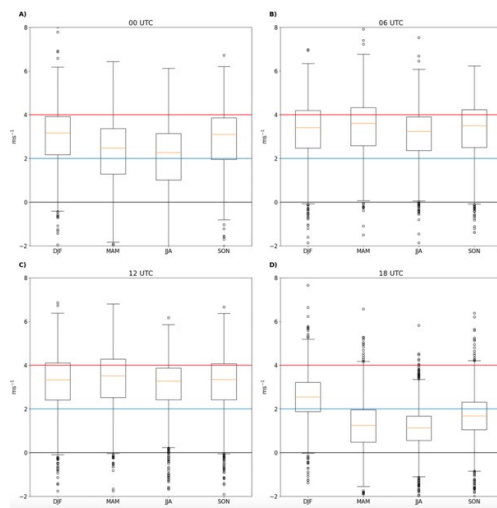 A)
00 UTC
8
6
4
2
0
−2
ms⁻¹
DJF
MAM
JJA
SON
B)
06 UTC
8
6
4
2
0
−2
ms⁻¹
DJF
MAM
JJA
SON
C)
12 UTC
8
6
4
2
0
−2
ms⁻¹
DJF
MAM
JJA
SON
D)
18 UTC
8
6
4
2
0
−2
ms⁻¹
DJF
MAM
JJA
SON